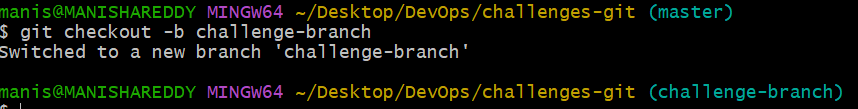 manis@MANISHAREDDY MINGW64 ~/Desktop/DevOps/challenges-git (master)
$ git checkout -b challenge-branch
Switched to a new branch 'challenge-branch'
manis@MANISHAREDDY MINGW64 ~/Desktop/DevOps/challenges-git (challenge-branch)
$